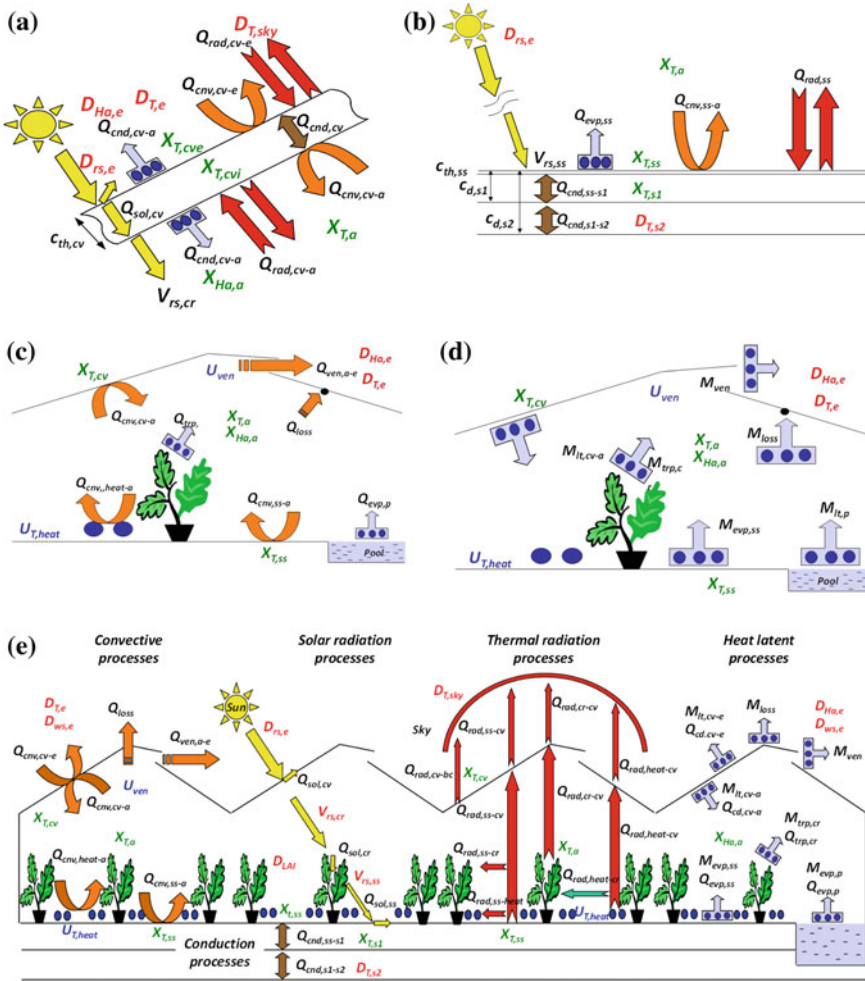 (a)
D_T,sky
Q_rad,cv-e
Q_cnv,cv-e
D_Ha,e D_T,e
Q_cnd,cv-a
X_T,cve
Q_cnd,cv
D_rs,e
X_T,cvi
Q_cnv,cv-a
Q_sol,cv
X_T,a
c_th,cv
Q_cnd,cv-a
Q_rad,cv-a
X_Ha,a
V_rs,cr
(b)
D_rs,e
X_T,a
Q_rad,ss
Q_evp,ss
Q_cnv,ss-a
c_th,ss
V_rs,ss
X_T,ss
c_d,s1
Q_cnd,ss-s1
X_T,s1
c_d,s2
Q_cnd,s1-s2
D_T,s2
(c)
D_Ha,e
X_T,cv
U_ven
Q_ven,a-e
D_T,e
Q_cnv,cv-a
Q_trp,
X_T,a
X_Ha,a
Q_loss
Q_cnv,,heat-a
Q_evp,p
U_T,heat
Q_cnv,ss-a
X_T,ss
Pool
(d)
M_ven
D_Ha,e
X_T,cv
U_ven
D_T,e
M_lt,cv-a
M_trp,c
X_T,a
X_Ha,a
M_loss
M_evp,ss
M_lt,p
U_T,heat
X_T,ss
Pool
(e)
Convective
processes
Solar radiation
processes
Thermal radiation
processes
Heat latent
processes
D_T,e
D_ws,e
Q_loss
Sun
D_rs,e
D_T,sky
Sky
Q_rad,cr-cv
Q_rad,ss-cv
Q_rad,heat-cv
M_lt,cv-e
Q_cd,cv-e
M_loss
D_Ha,e
D_ws,e
Q_cnv,cv-e
Q_ven,a-e
M_ven
Q_cnv,cv-a
U_ven
Q_sol,cv
Q_rad,cv-bc
X_T,cv
Q_rad,ss-cv
Q_rad,cr-cv
Q_rad,heat-cv
M_lt,cv-a
Q_cd,cv-a
X_T,cv
V_rs,cr
X_T,a
Q_sol,cr
Q_rad,ss-cr
X_T,a
X_Ha,a
M_trp,cr
Q_trp,cr
Q_cnv,heat-a
Q_cnv,ss-a
D_LAI
V_rs,ss
Q_sol,ss
Q_rad,ss-heat
Q_rad,heat-cr
M_evp,ss
Q_evp,ss
M_evp,p
Q_evp,p
U_T,heat
X_T,ss
X_t,ss
U_T,heat
X_T,ss
Conduction
processes
Q_cnd,ss-s1
X_T,s1
Q_cnd,s1-s2
D_T,s2